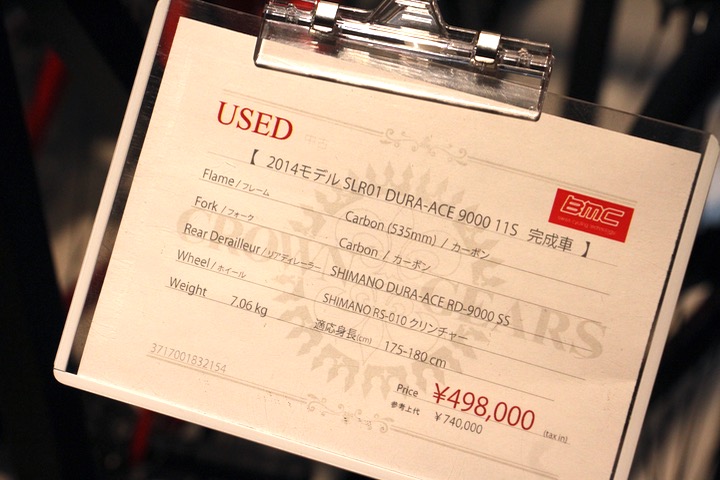 USED 中古
【 2014モデル SLR01 DURA-ACE 9000 11S 完成車 】
BMC
Flame / フレーム Carbon (535mm) / カーボン
Fork / フォーク Carbon / カーボン
Rear Derailleur / リアディレーラー SHIMANO DURA-ACE RD-9000 SS
Wheel / ホイール SHIMANO RS-010 クリンチャー
Weight 7.06 kg 適応身長(cm) 175-180 cm
CROWN GEARS
3717001832154
Price ¥498,000 (tax in)
参考上代 ¥740,000